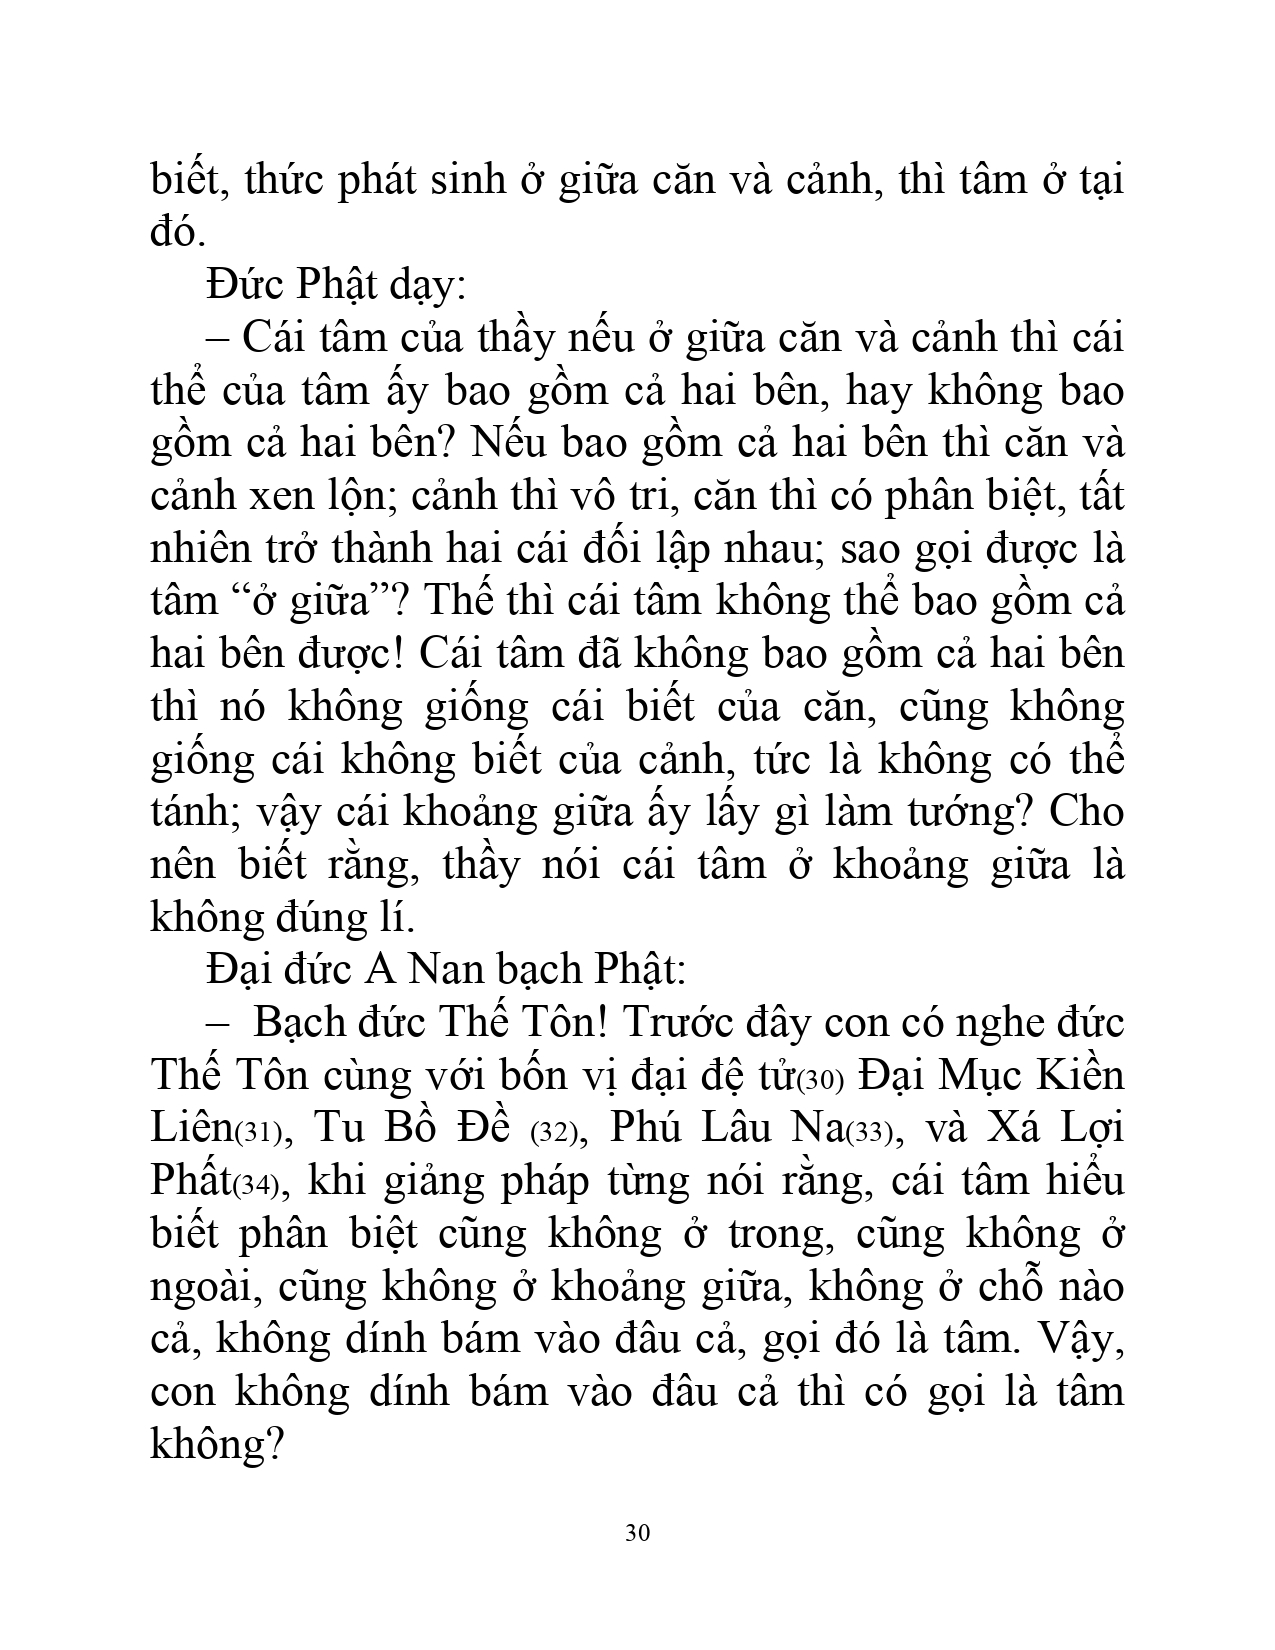 biết, thức phát sinh ở giữa căn và cảnh, thì tâm ở tại
đó.
Đức Phật dạy:
– Cái tâm của thầy nếu ở giữa căn và cảnh thì cái
thể của tâm ấy bao gồm cả hai bên, hay không bao
gồm cả hai bên? Nếu bao gồm cả hai bên thì căn và
cảnh xen lộn; cảnh thì vô tri, căn thì có phân biệt, tất
nhiên trở thành hai cái đối lập nhau; sao gọi được là
tâm “ở giữa”? Thế thì cái tâm không thể bao gồm cả
hai bên được! Cái tâm đã không bao gồm cả hai bên
thì nó không giống cái biết của căn, cũng không
giống cái không biết của cảnh, tức là không có thể
tánh; vậy cái khoảng giữa ấy lấy gì làm tướng? Cho
nên biết rằng, thầy nói cái tâm ở khoảng giữa là
không đúng lí.
Đại đức A Nan bạch Phật:
– Bạch đức Thế Tôn! Trước đây con có nghe đức
Thế Tôn cùng với bốn vị đại đệ tử(30) Đại Mục Kiền
Liên(31), Tu Bồ Đề (32), Phú Lâu Na(33), và Xá Lợi
Phất(34), khi giảng pháp từng nói rằng, cái tâm hiểu
biết phân biệt cũng không ở trong, cũng không ở
ngoài, cũng không ở khoảng giữa, không ở chỗ nào
cả, không dính bám vào đâu cả, gọi đó là tâm. Vậy,
con không dính bám vào đâu cả thì có gọi là tâm
không?
30